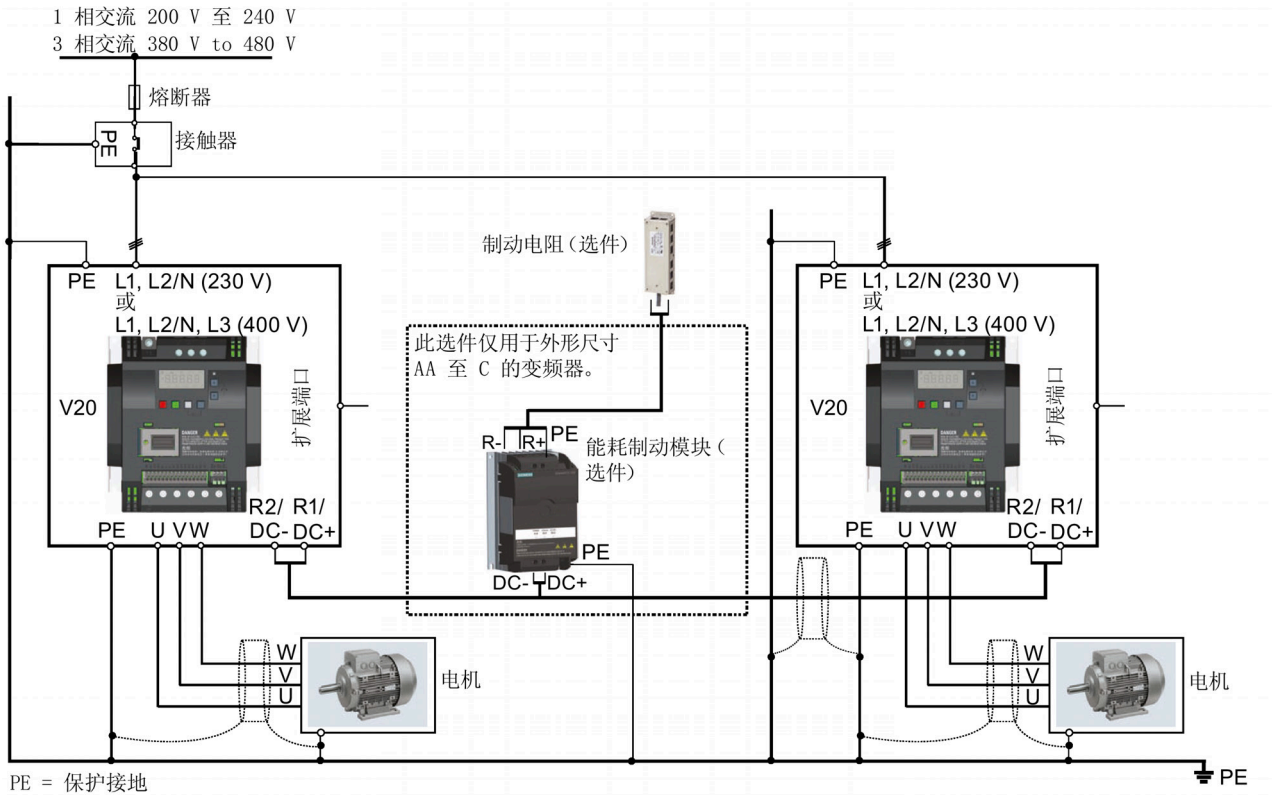 1 相交流 200 V 至 240 V
3 相交流 380 V to 480 V
熔断器
PE
接触器
制动电阻(选件)
PE
L1, L2/N (230 V)
或
L1, L2/N, L3 (400 V)
V20
扩展端口
PE
U
V
W
R2/
DC-
R1/
DC+
此选件仅用于外形尺寸
AA 至 C 的变频器。
R-
R+
PE
能耗制动模块(
选件)
PE
DC-
DC+
PE
L1, L2/N (230 V)
或
L1, L2/N, L3 (400 V)
V20
扩展端口
PE
U
V
W
R2/
DC-
R1/
DC+
W
V
U
电机
W
V
U
电机
PE
PE = 保护接地